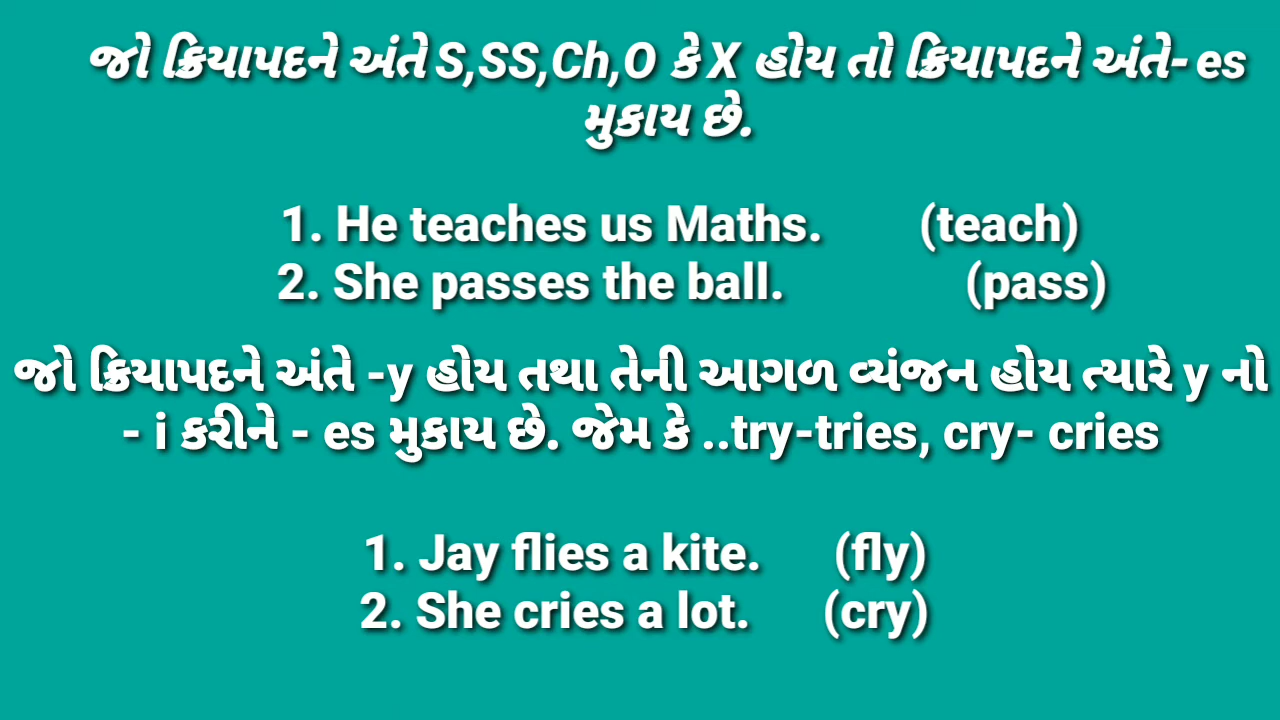 જો ક્રિયાપદને અંતે S,SS,Ch,O કે X હોય તો ક્રિયાપદને અંતે- es
મુકાય છે.
1. He teaches us Maths. (teach)
2. She passes the ball. (pass)
જો ક્રિયાપદને અંતે -y હોય તથા તેની આગળ વ્યંજન હોય ત્યારે y નો
- i કરીને - es મુકાય છે. જેમ કે ..try-tries, cry- cries
1. Jay flies a kite. (fly)
2. She cries a lot. (cry)